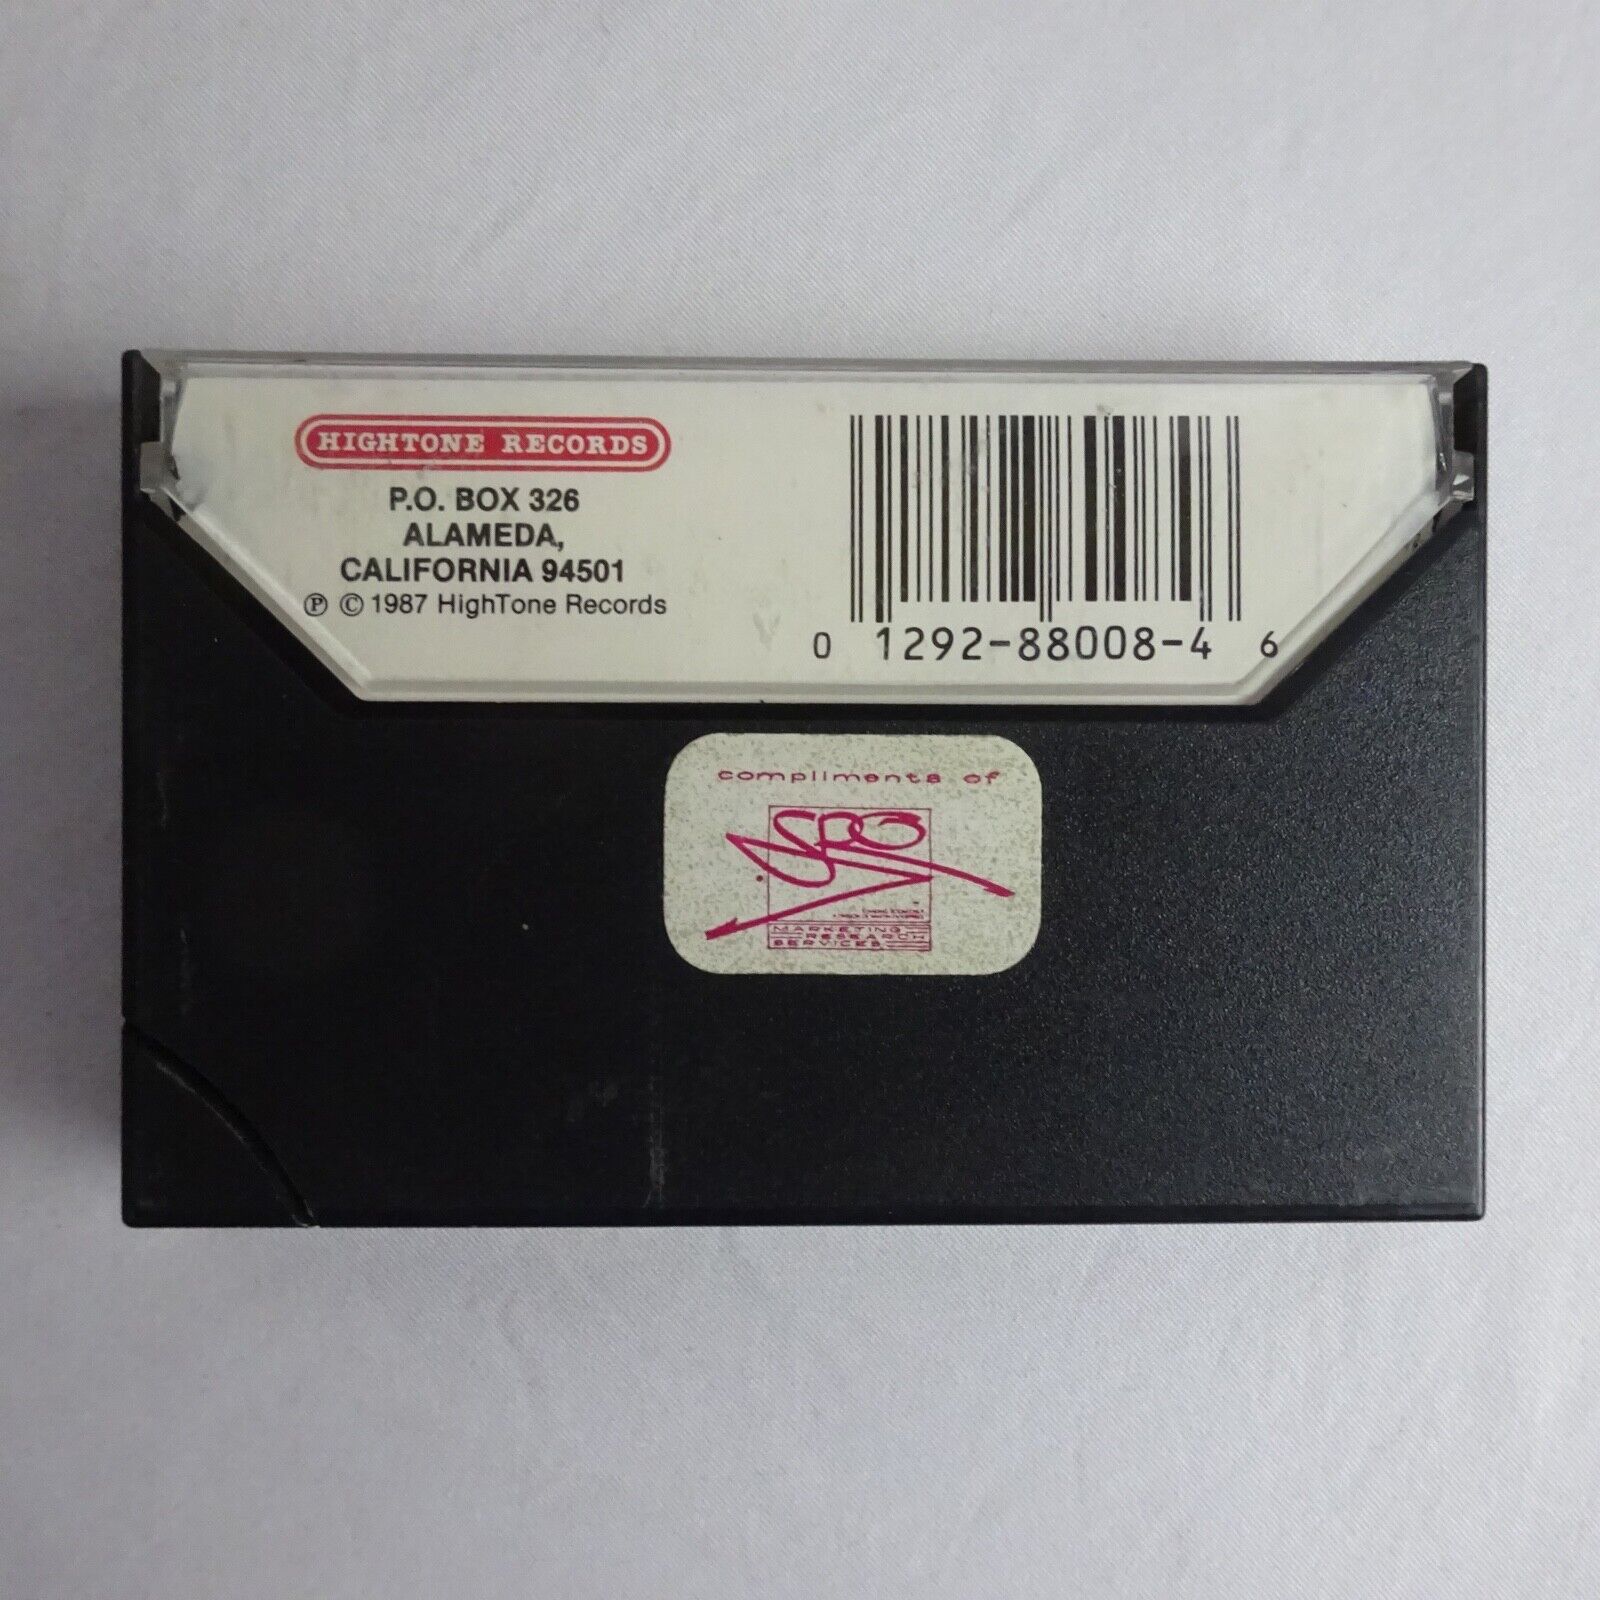 HIGHTONE RECORDS
P.O. BOX 326
ALAMEDA,
CALIFORNIA 94501
Ⓟ © 1987 HighTone Records
0 1292-88008-4 6
compliments of
SRO
MARKETING
RESEARCH
SERVICES